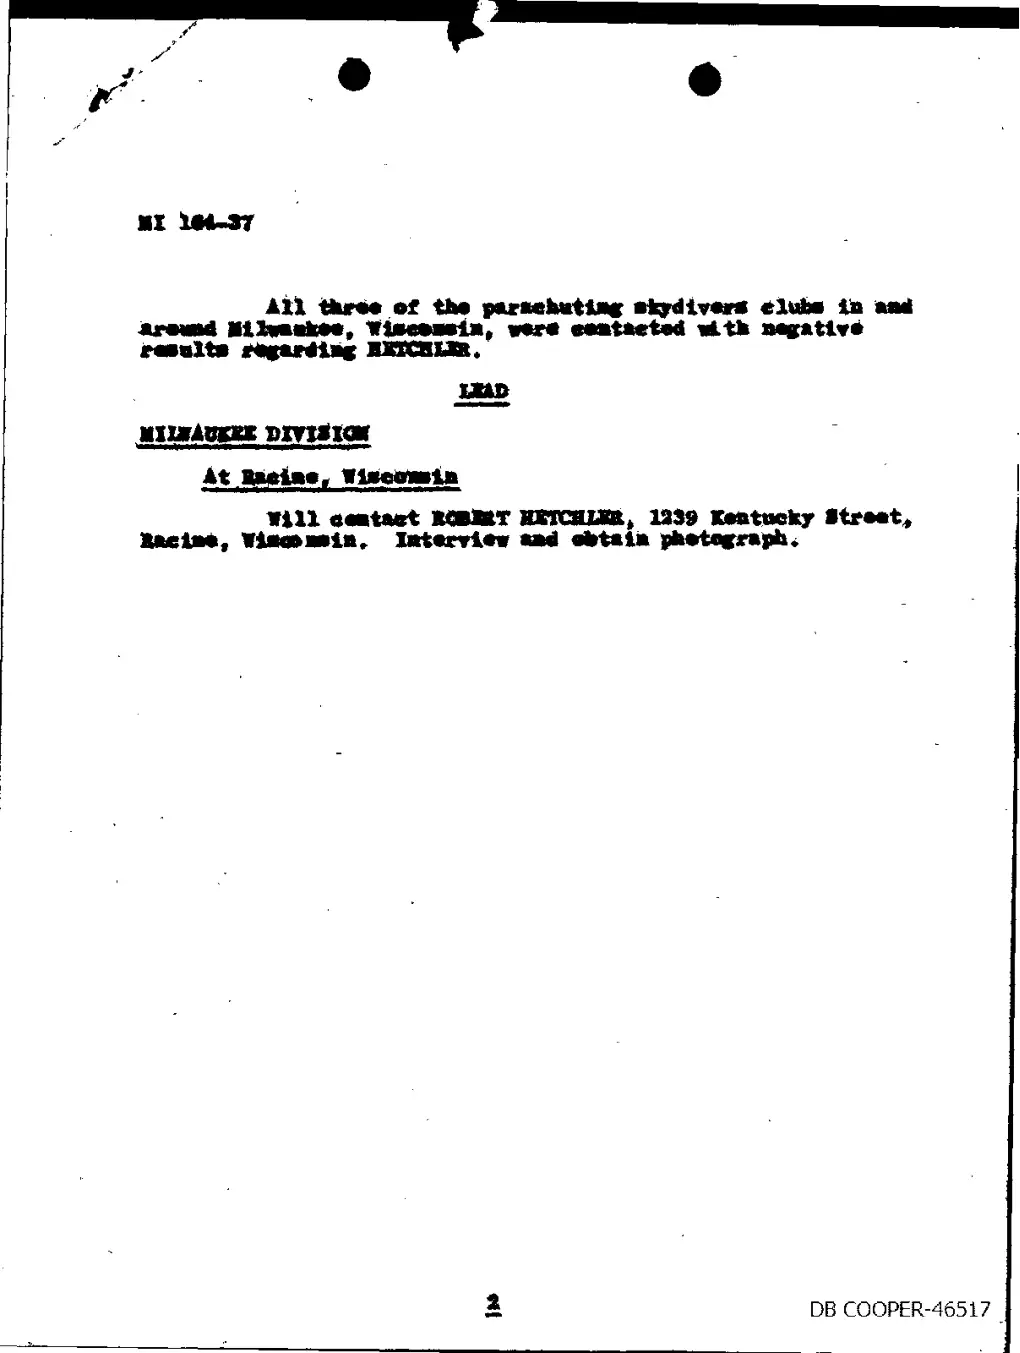 MI 164-37
All three of the parachuting skydivers clubs in and
around Milwaukee, Wisconsin, were contacted with negative
results regarding HETCHLER.
LEAD
MILWAUKEE DIVISION
At Racine, Wisconsin
Will contact ROBERT HETCHLER, 1239 Kentucky Street,
Racine, Wisconsin. Interview and obtain photograph.
2
DB COOPER-46517